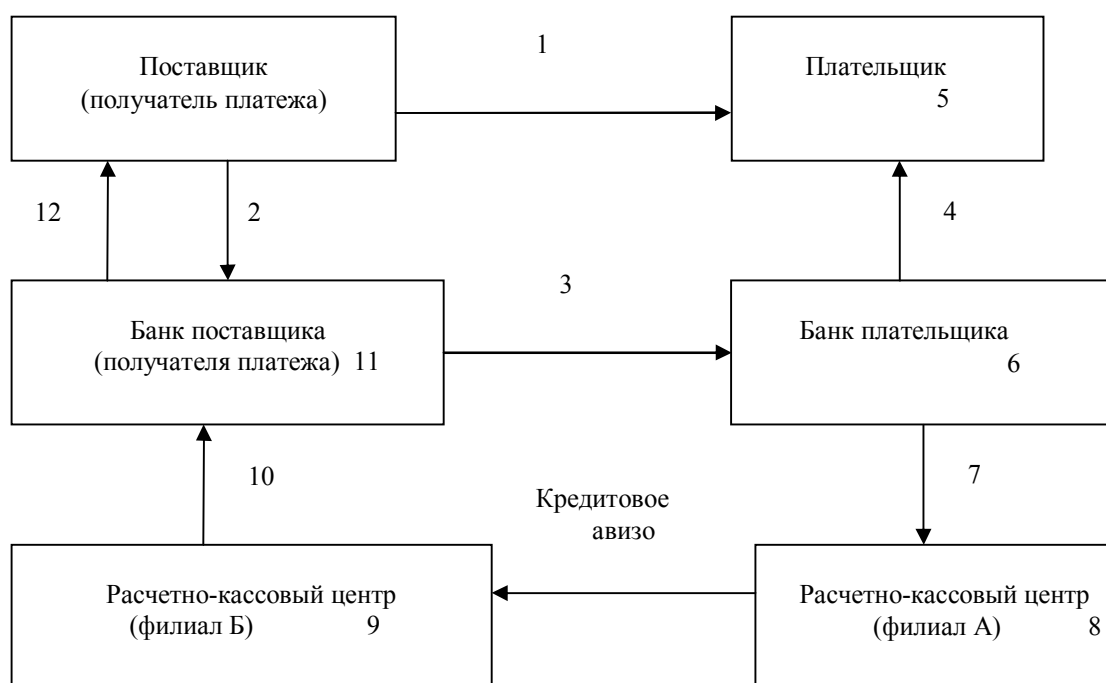 1
Поставщик
(получатель платежа)
Плательщик
5
12
2
4
3
Банк поставщика
(получателя платежа) 11
Банк плательщика
6
10
7
Кредитовое
авизо
Расчетно-кассовый центр
(филиал Б) 9
Расчетно-кассовый центр
(филиал А) 8